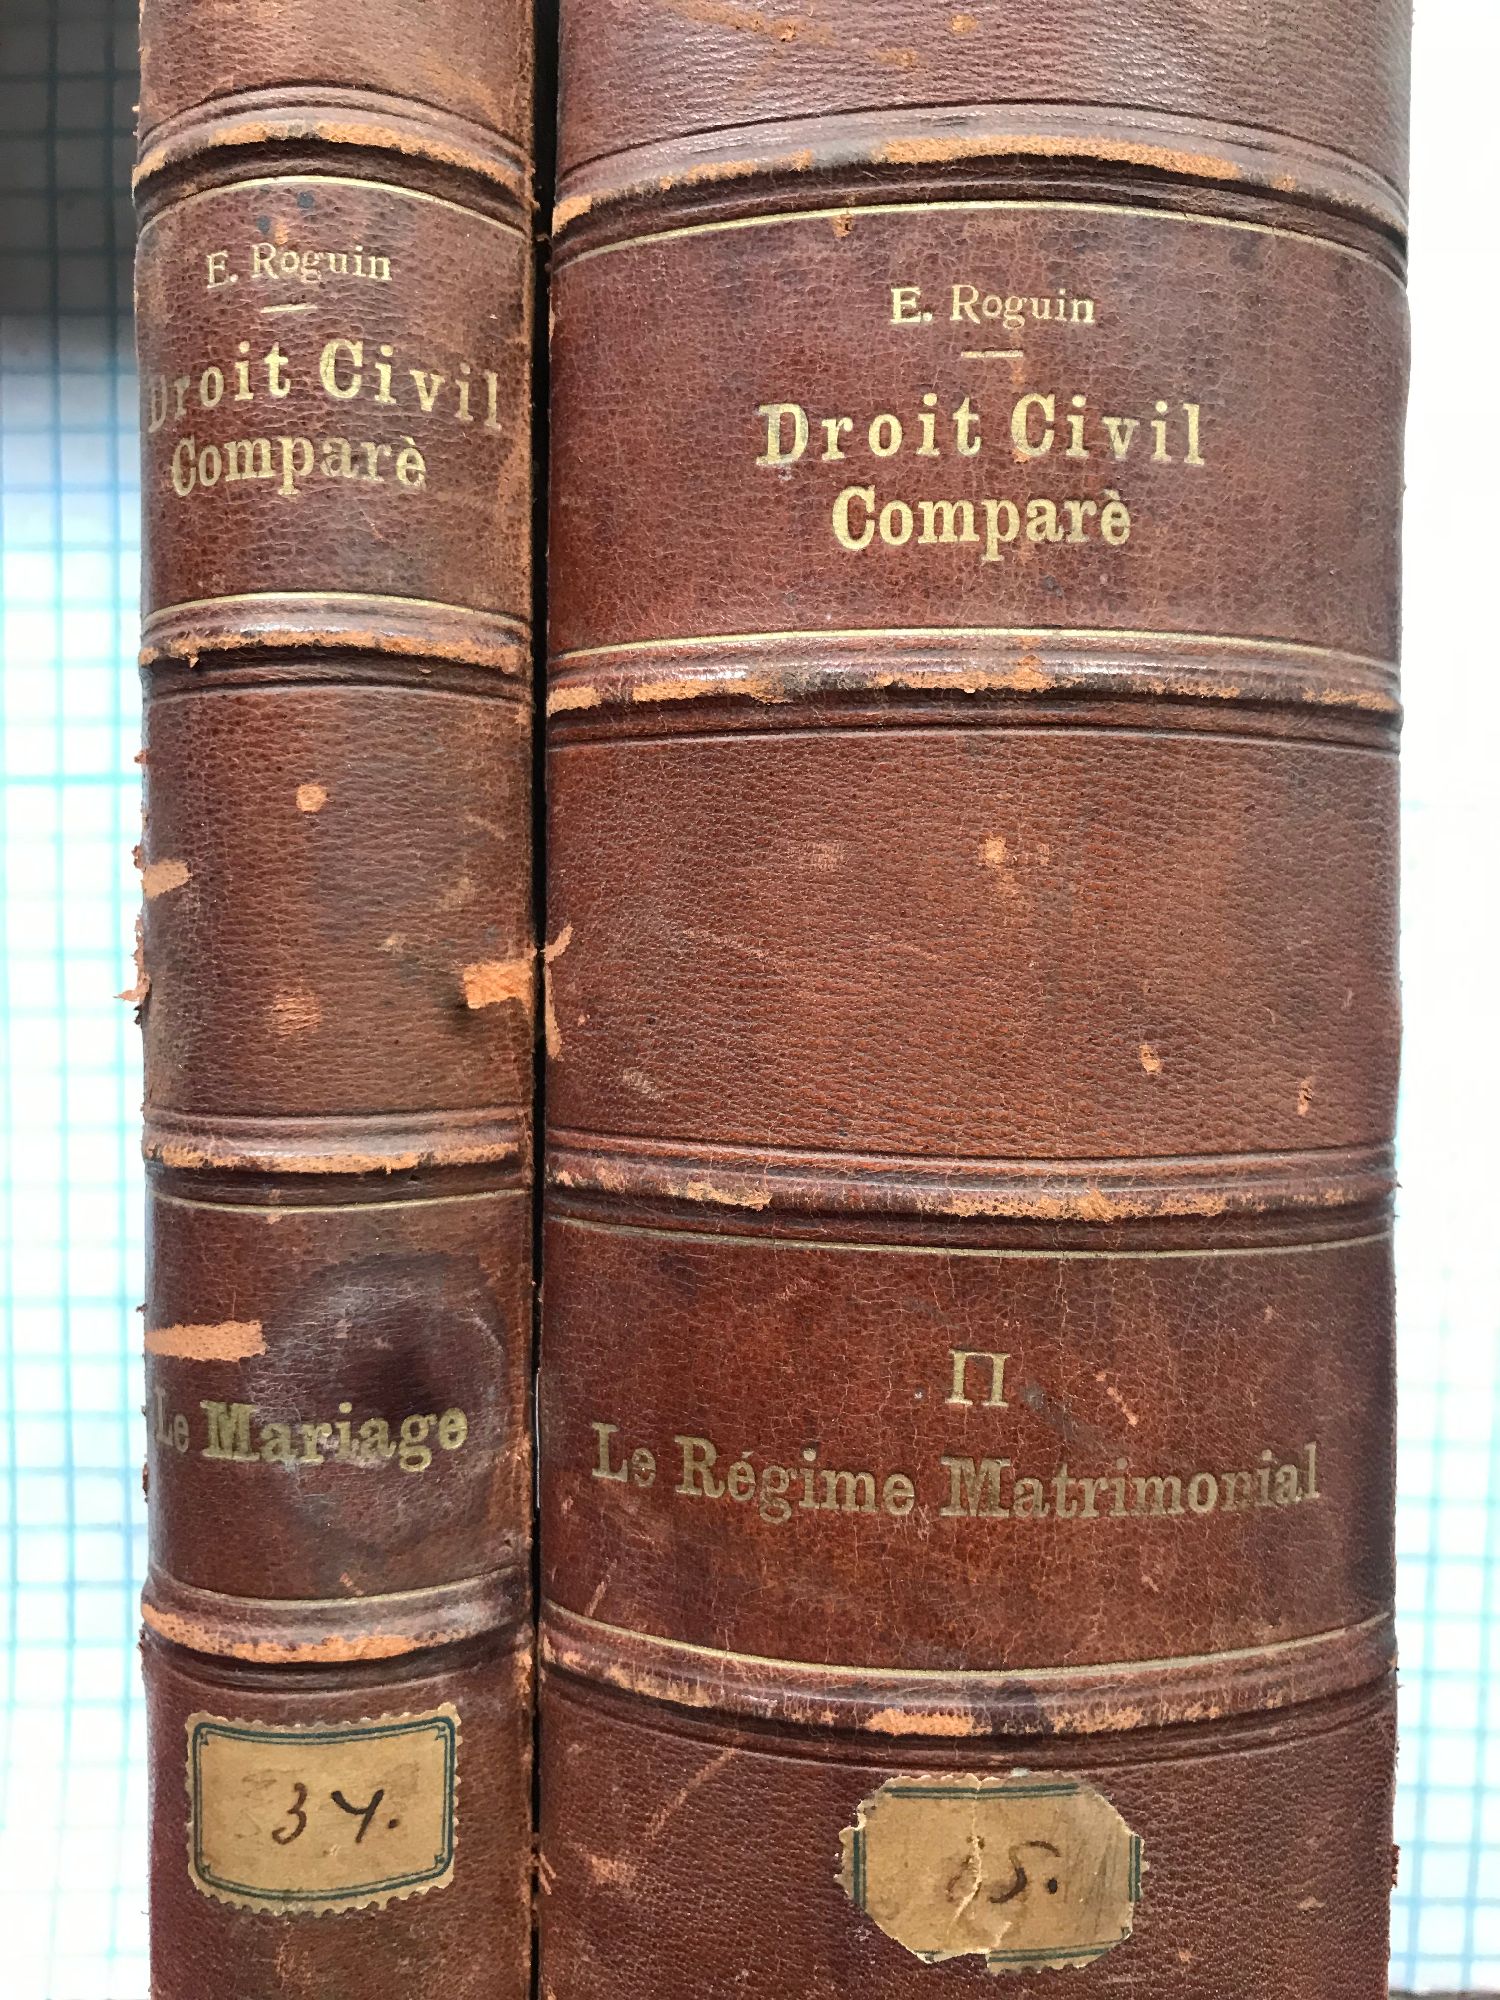 E. Roguin
Droit Civil
Comparè
Le Mariage
34.
E. Roguin
Droit Civil
Comparè
II
Le Régime Matrimonial